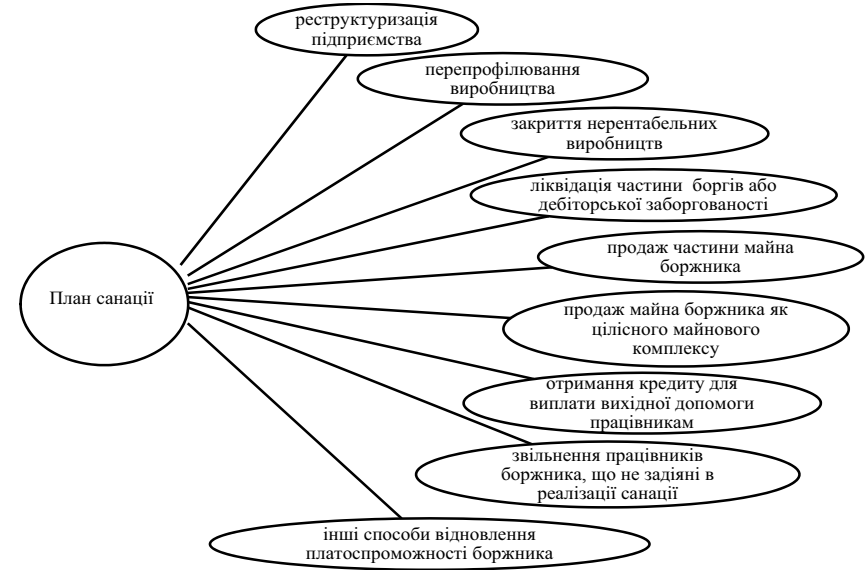 реструктуризація
підприємства
перепрофілювання
виробництва
закриття нерентабельних
виробництв
ліквідація частини боргів або
дебіторської заборгованості
продаж частини майна
боржника
План санації
продаж майна боржника як
цілісного майнового
комплексу
отримання кредиту для
виплати вихідної допомоги
працівникам
звільнення працівників
боржника, що не задіяні в
реалізації санації
інші способи відновлення
платоспроможності боржника